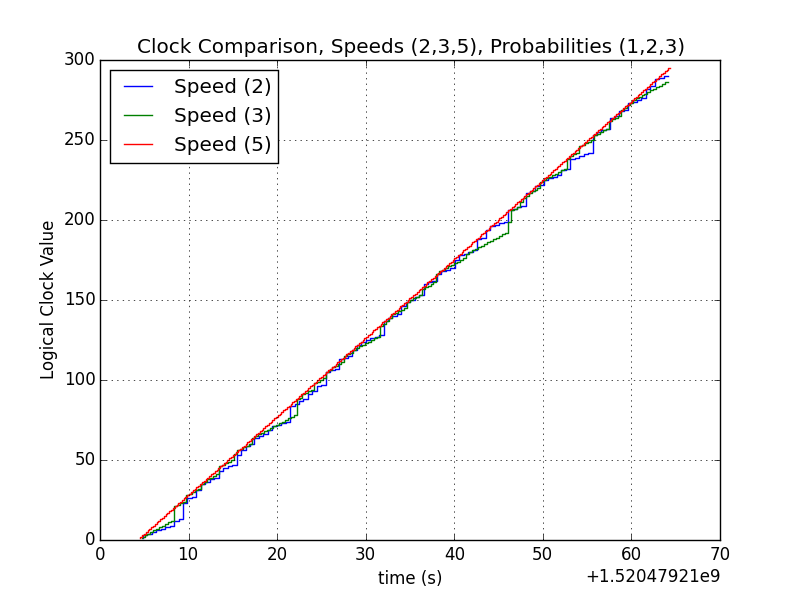 Clock Comparison, Speeds (2,3,5), Probabilities (1,2,3)
300
250
200
150
100
50
0
Speed (2)
Speed (3)
Speed (5)
Logical Clock Value
0 10 20 30 40 50 60 70
time (s)
+1.52047921e9